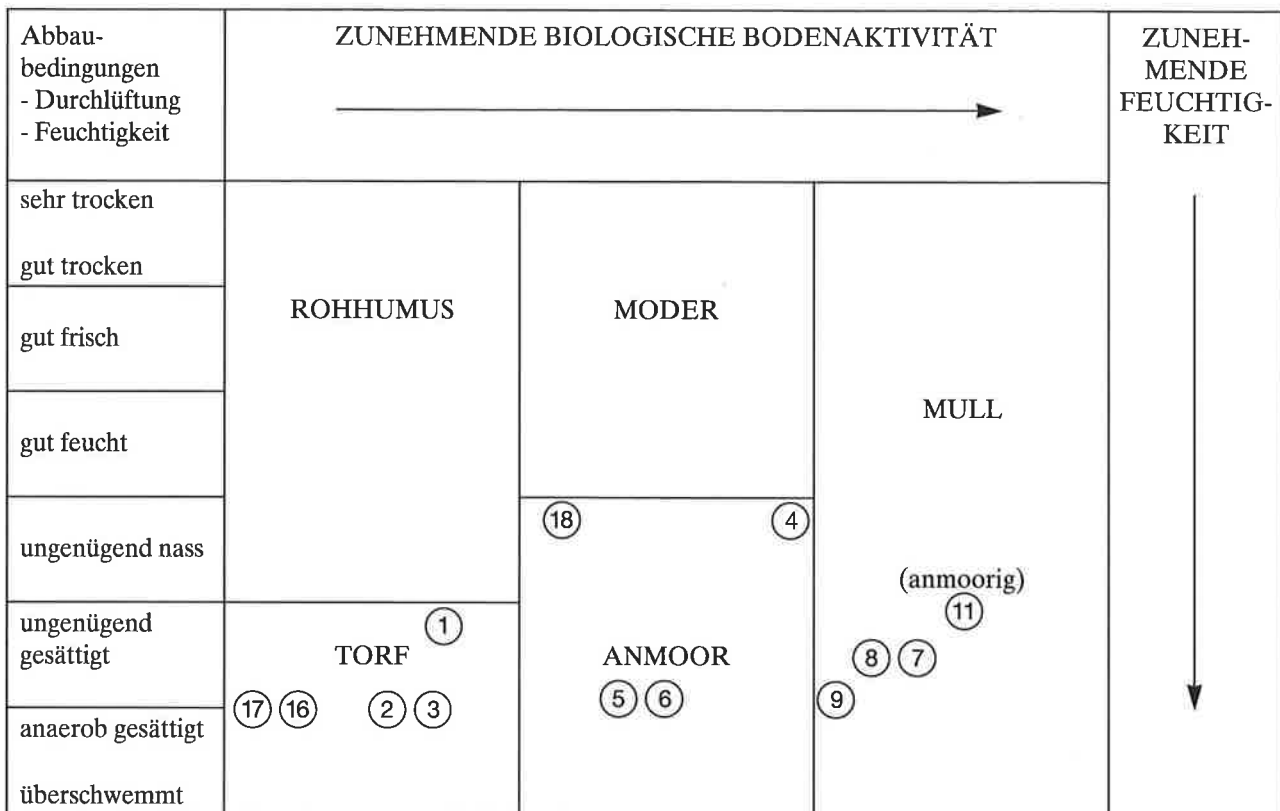 Abbau-
bedingungen
- Durchlüftung
- Feuchtigkeit
ZUNEHMENDE BIOLOGISCHE BODENAKTIVITÄT
ZUNEH-
MENDE
FEUCHTIG-
KEIT
sehr trocken
gut trocken
gut frisch
gut feucht
ungenügend nass
ungenügend
gesättigt
anaerob gesättigt
überschwemmt
ROHHUMUS
MODER
MULL
18
4
(anmoorig)
11
1
TORF
ANMOOR
8 7
17 16 2 3
5 6
9